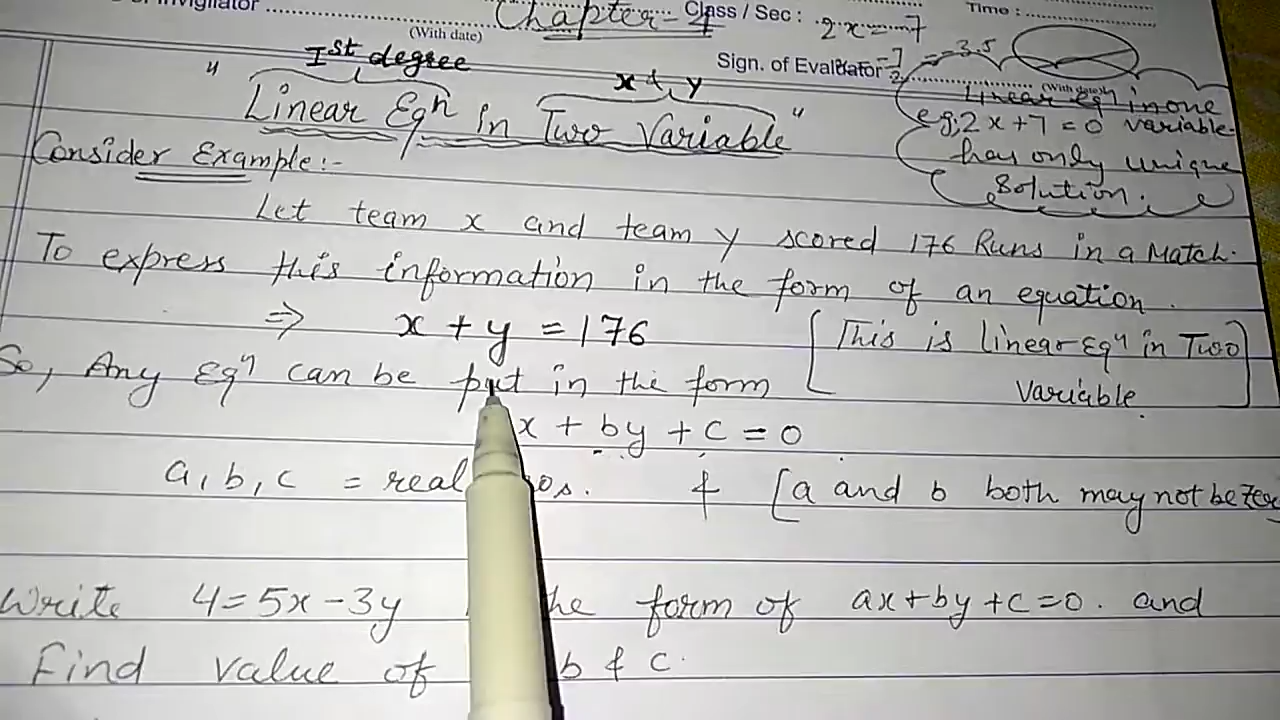 Invigilator
(With date)
Chapter-4
Class / Sec :
2x=-7
Time :
Sign. of Evaluator
-7/2 = -3.5
(With date)
Ist degree
x & y
"Linear Eqn in Two Variable"
Linear eqn in one
eg; 2x+7=0 variable
has only unique
Solution.
Consider Example:-
Let team x and team y scored 176 Runs in a Match.
To express this information in the form of an equation.
⇒ x + y = 176
[This is linear Eqn in Two
Variable]
So, Any Eqn can be put in the form
x + by + c = 0
a, b, c = real nos. & [a and b both may not be zero
Write 4=5x-3y the form of ax+by+c=0. and
Find value of b & c.